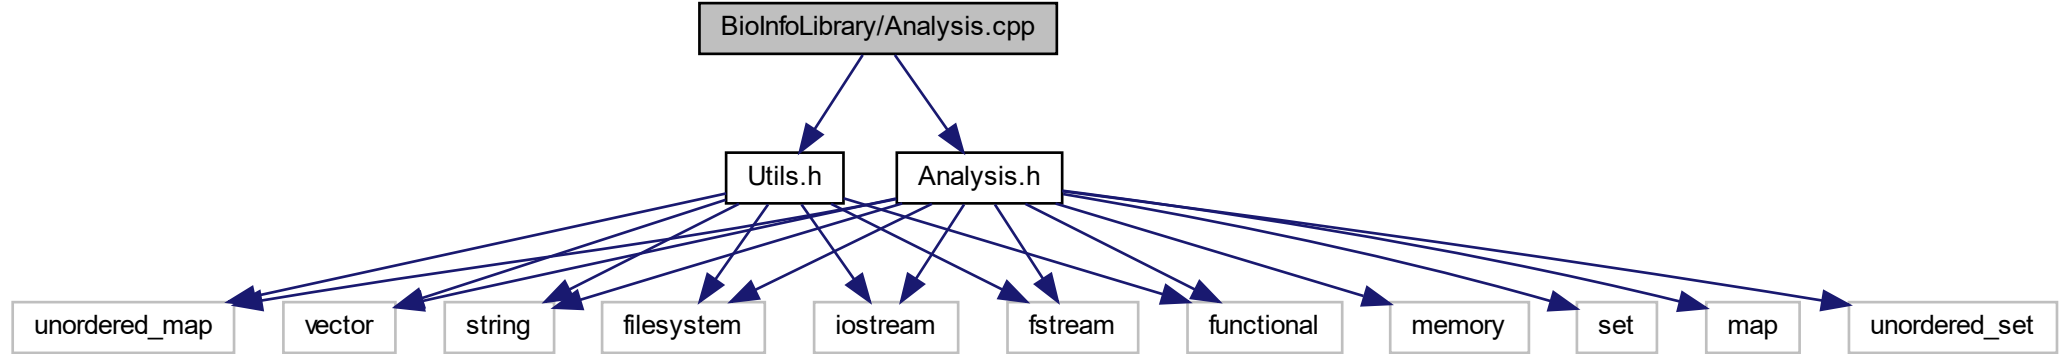 BioInfoLibrary/Analysis.cpp
Utils.h
Analysis.h
unordered_map
vector
string
filesystem
iostream
fstream
functional
memory
set
map
unordered_set